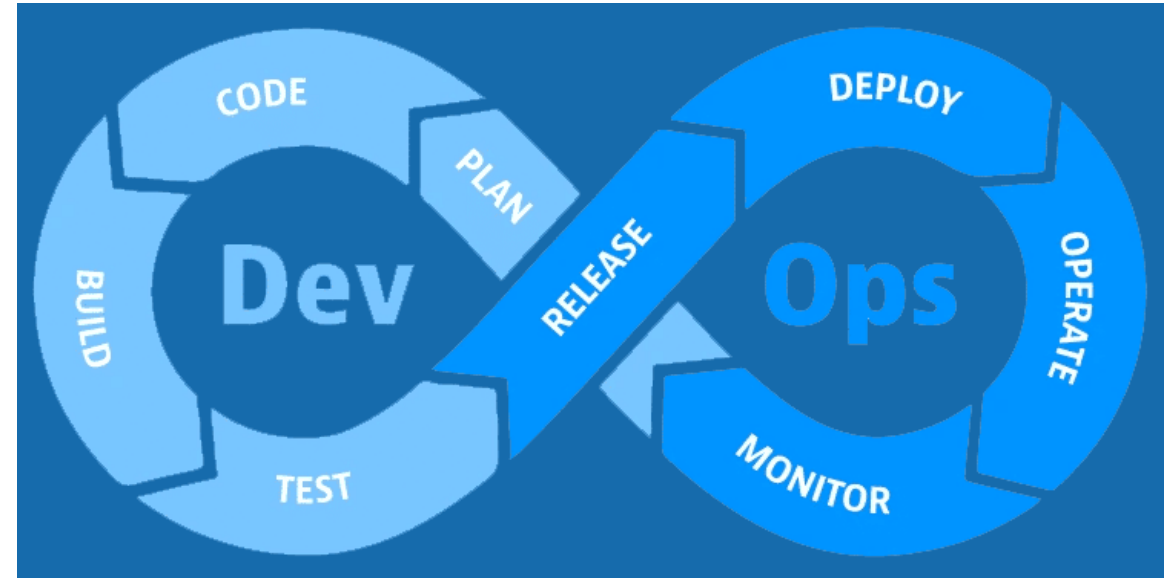 CODE
PLAN
DEPLOY
RELEASE
Dev
Ops
BUILD
OPERATE
TEST
MONITOR